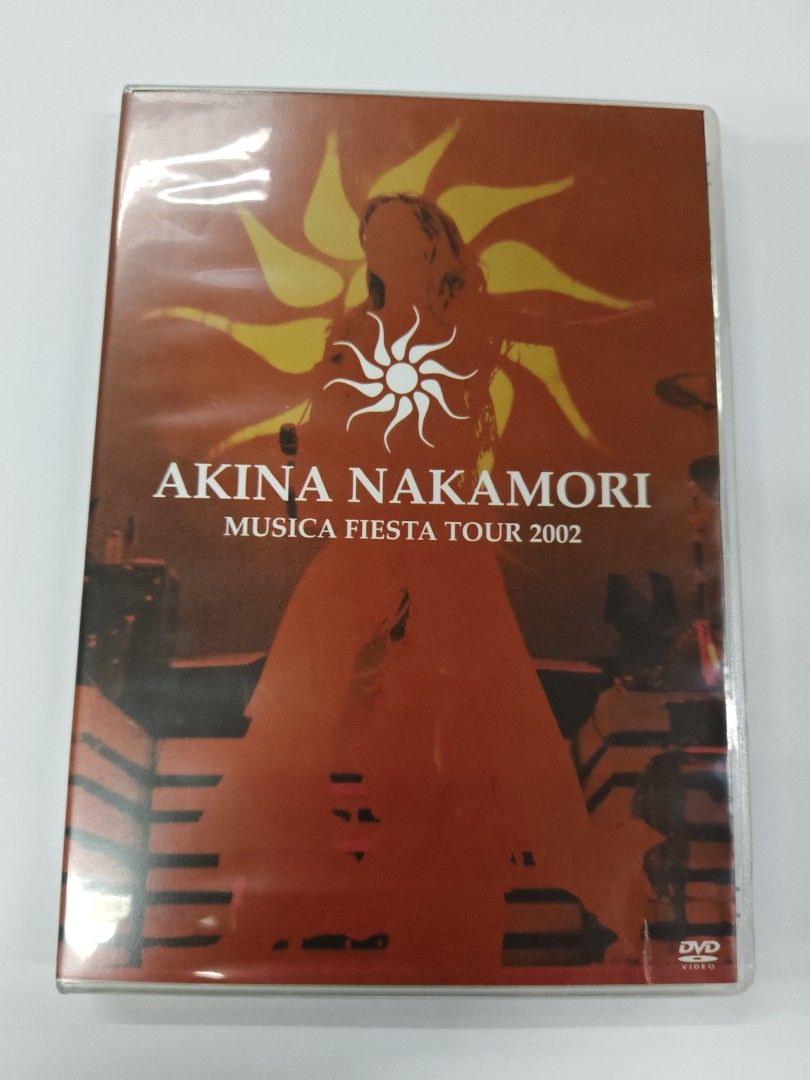 AKINA NAKAMORI
MUSICA FIESTA TOUR 2002
DVD
VIDEO